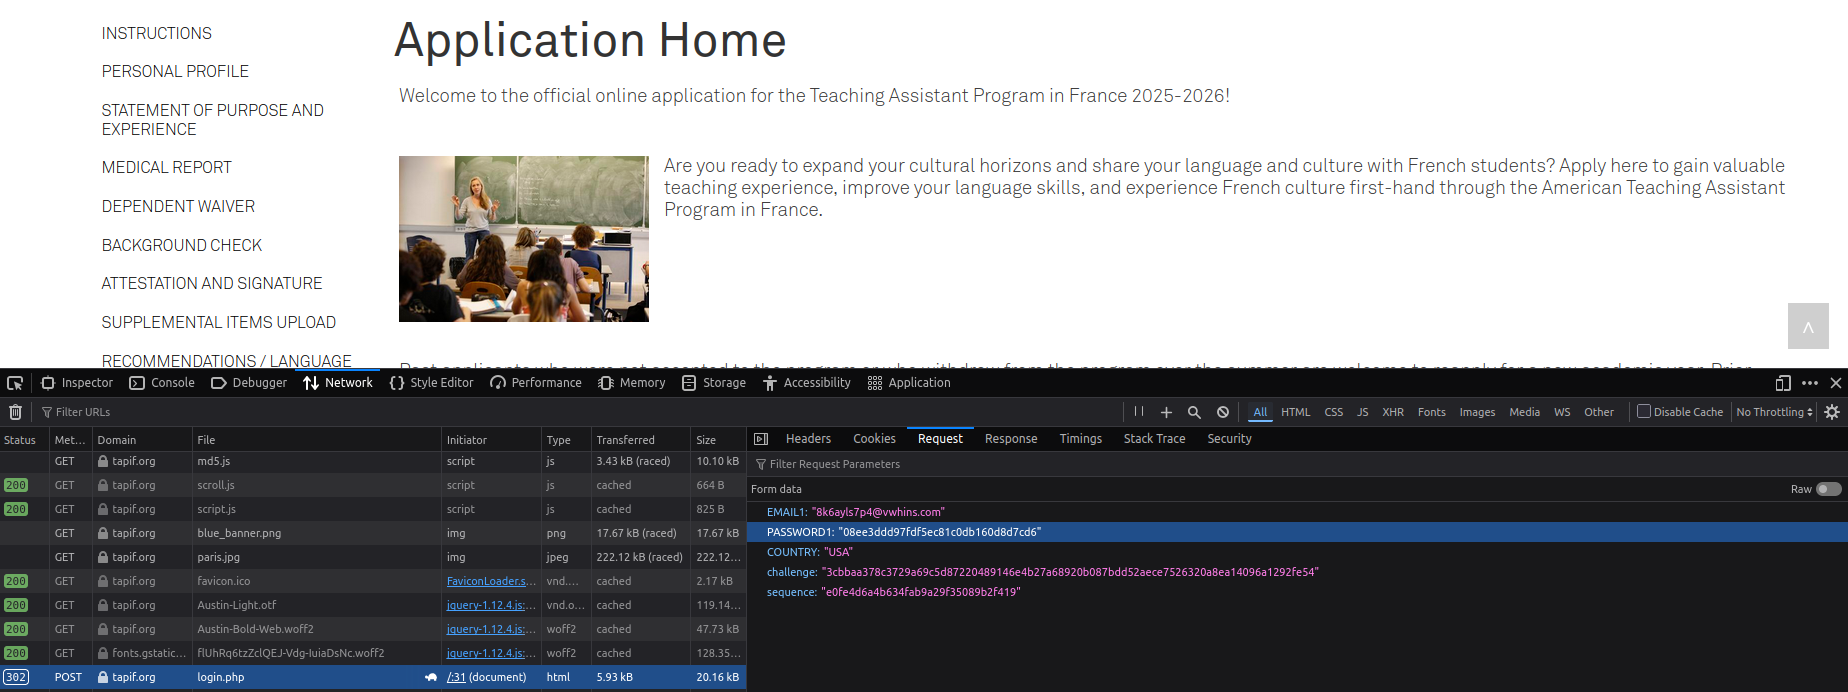 Application Home
Welcome to the official online application for the Teaching Assistant Program in France 2025-2026!
INSTRUCTIONS
PERSONAL PROFILE
STATEMENT OF PURPOSE AND
EXPERIENCE
MEDICAL REPORT
DEPENDENT WAIVER
BACKGROUND CHECK
ATTESTATION AND SIGNATURE
SUPPLEMENTAL ITEMS UPLOAD
RECOMMENDATIONS / LANGUAGE
Are you ready to expand your cultural horizons and share your language and culture with French students? Apply here to gain valuable
teaching experience, improve your language skills, and experience French culture first-hand through the American Teaching Assistant
Program in France.
Inspector Console Debugger Network Style Editor Performance Memory Storage Accessibility Application
Filter URLs All HTML CSS JS XHR Fonts Images Media WS Other Disable Cache No Throttling
Status Met... Domain File Initiator Type Transferred Size
GET tapif.org md5.js script js 3.43 kB (raced) 10.10 kB
200 GET tapif.org scroll.js script js cached 664 B
200 GET tapif.org script.js script js cached 825 B
GET tapif.org blue_banner.png img png 17.67 kB (raced) 17.67 kB
GET tapif.org paris.jpg img jpeg 222.12 kB (raced) 222.12...
200 GET tapif.org favicon.ico FaviconLoader.s... vnd.... cached 2.17 kB
200 GET tapif.org Austin-Light.otf jquery-1.12.4.js:... vnd.o... cached 119.14...
200 GET tapif.org Austin-Bold-Web.woff2 jquery-1.12.4.js:... woff2 cached 47.73 kB
200 GET fonts.gstatic... flUhRq6tzZclQEJ-Vdg-IuiaDsNc.woff2 jquery-1.12.4.js:... woff2 cached 128.35...
302 POST tapif.org login.php /:31 (document) html 5.93 kB 20.16 kB
Headers Cookies Request Response Timings Stack Trace Security
Filter Request Parameters
Form data Raw
EMAIL1: "8k6ayls7p4@vwhins.com"
PASSWORD1: "08ee3ddd97fdf5ec81c0db160d8d7cd6"
COUNTRY: "USA"
challenge: "3cbbaa378c3729a69c5d87220489146e4b27a68920b087bdd52aece7526320a8ea14096a1292fe54"
sequence: "e0fe4d6a4b634fab9a29f35089b2f419"